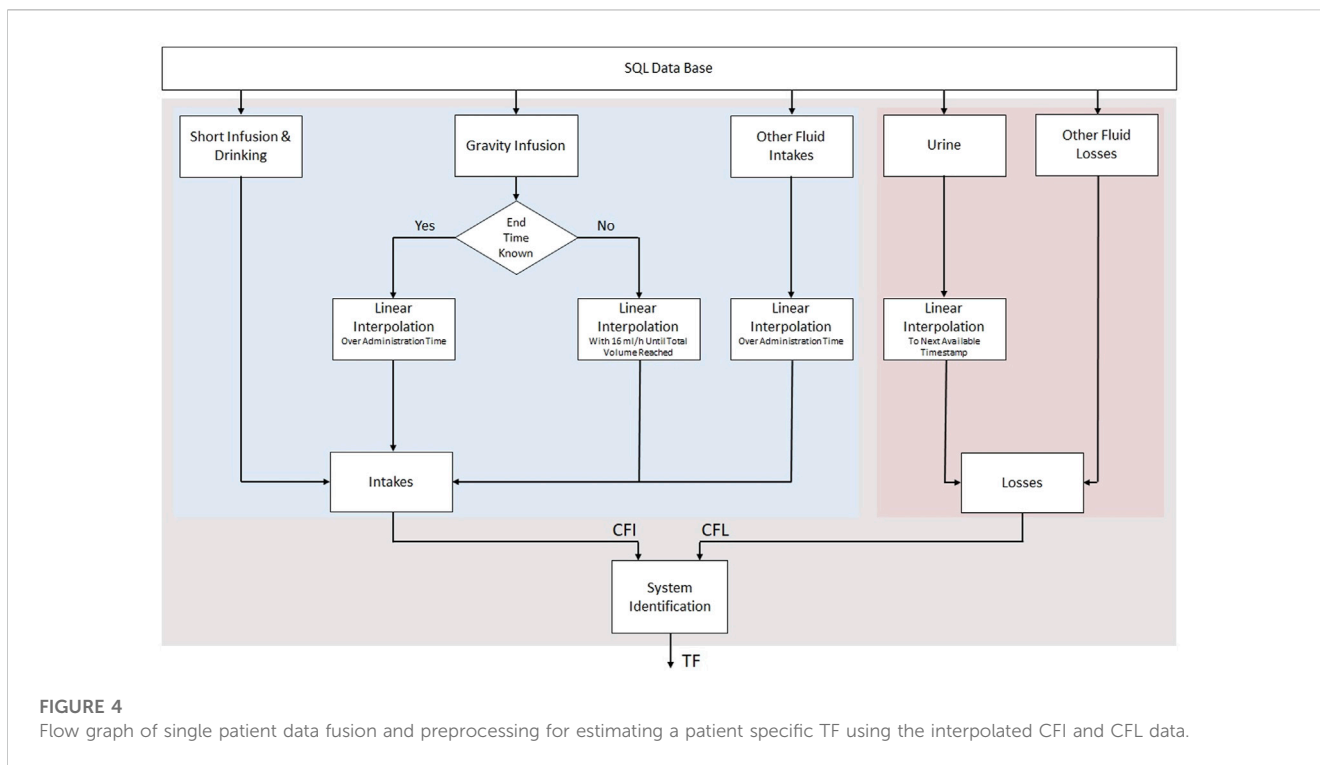 SQL Data Base
Short Infusion &
Drinking
Gravity Infusion
Other Fluid
Intakes
Urine
Other Fluid
Losses
Yes
End
Time
Known
No
Linear
Interpolation
Over Administration Time
Linear
Interpolation
With 16 ml/h Until Total
Volume Reached
Linear
Interpolation
Over Administration Time
Linear
Interpolation
To Next Available
Timestamp
Intakes
Losses
CFI
CFL
System
Identification
TF
FIGURE 4
Flow graph of single patient data fusion and preprocessing for estimating a patient specific TF using the interpolated CFI and CFL data.